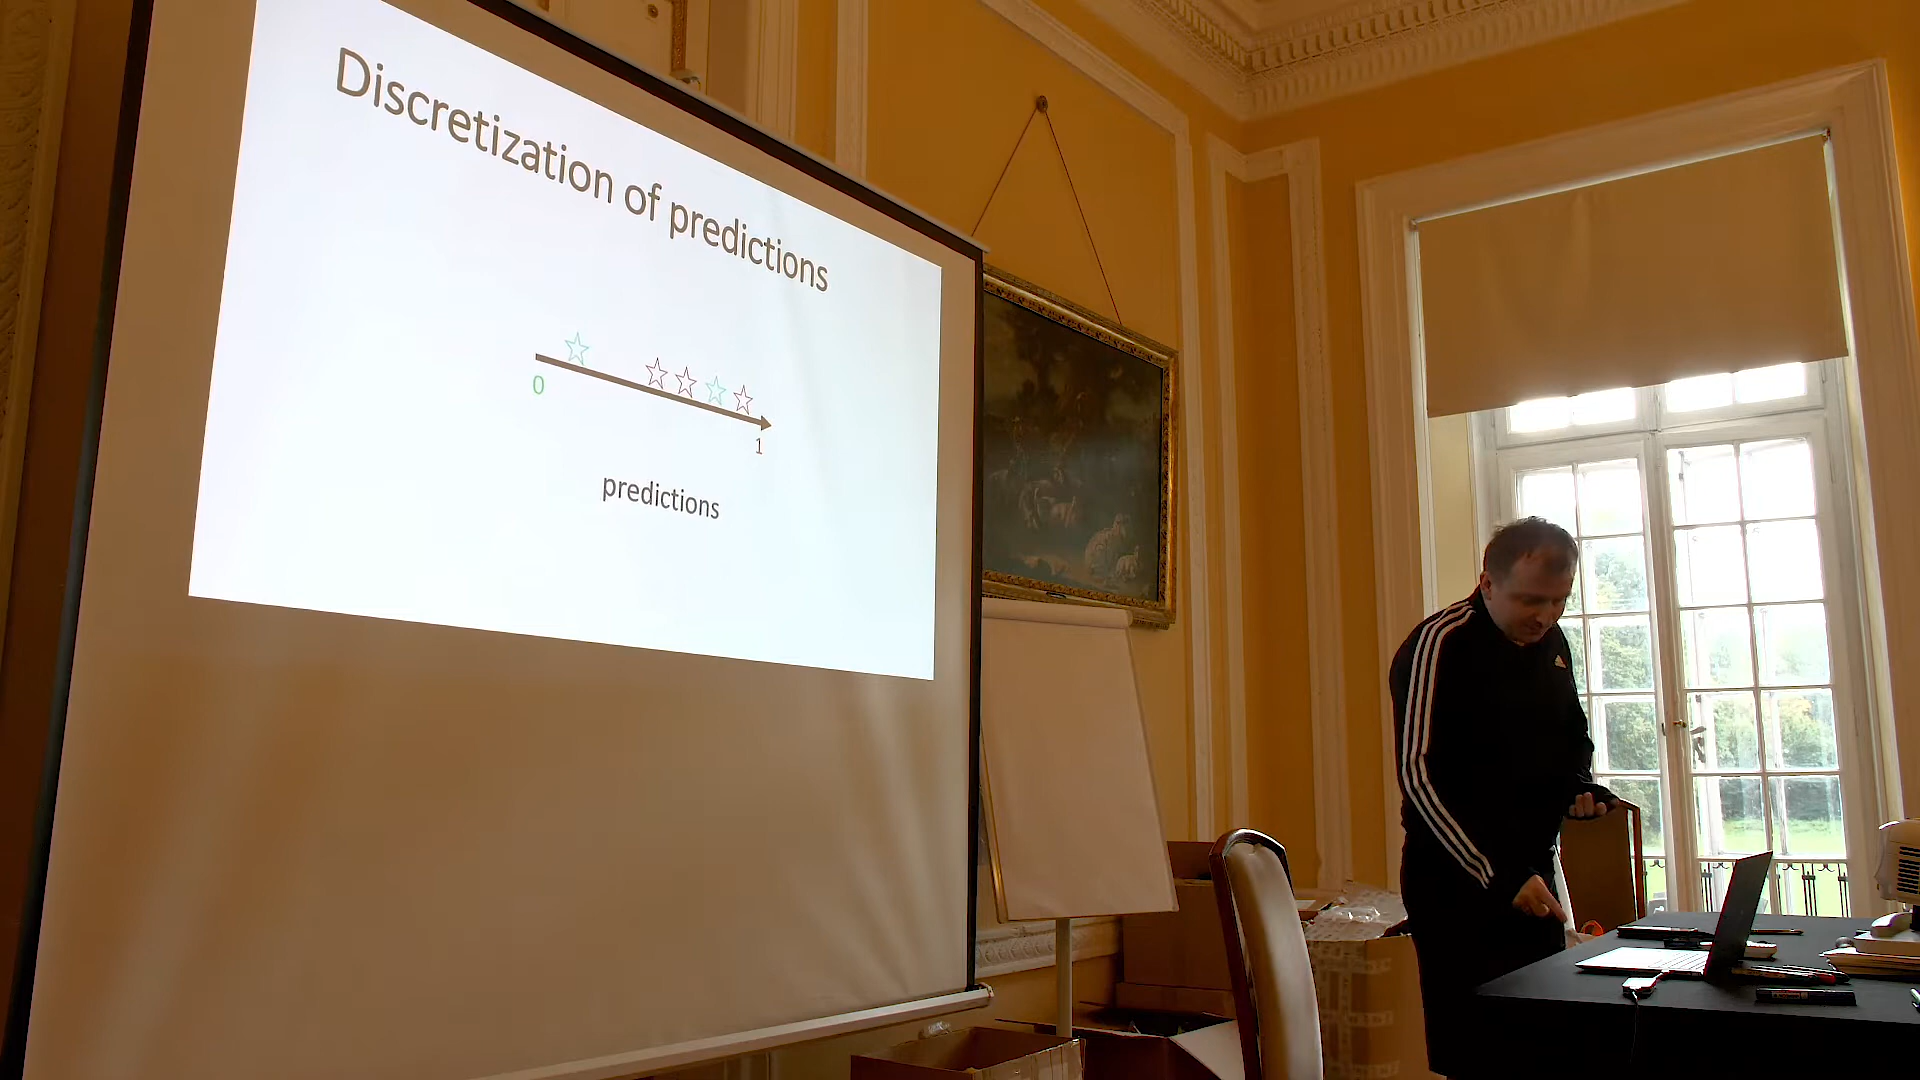 Discretization of predictions
0
1
predictions